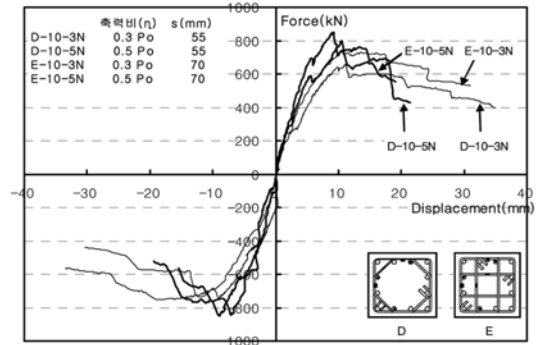 축력비(η) s(mm)
D-10-3N 0.3 Po 55
D-10-5N 0.5 Po 55
E-10-3N 0.3 Po 70
E-10-5N 0.5 Po 70
Force(kN)
1000
800
600
400
200
0
-200
-400
-600
-800
-1000
-40 -30 -20 -10 0 10 20 30 40
Displacement(mm)
E-10-5N E-10-3N
D-10-5N D-10-3N
D E